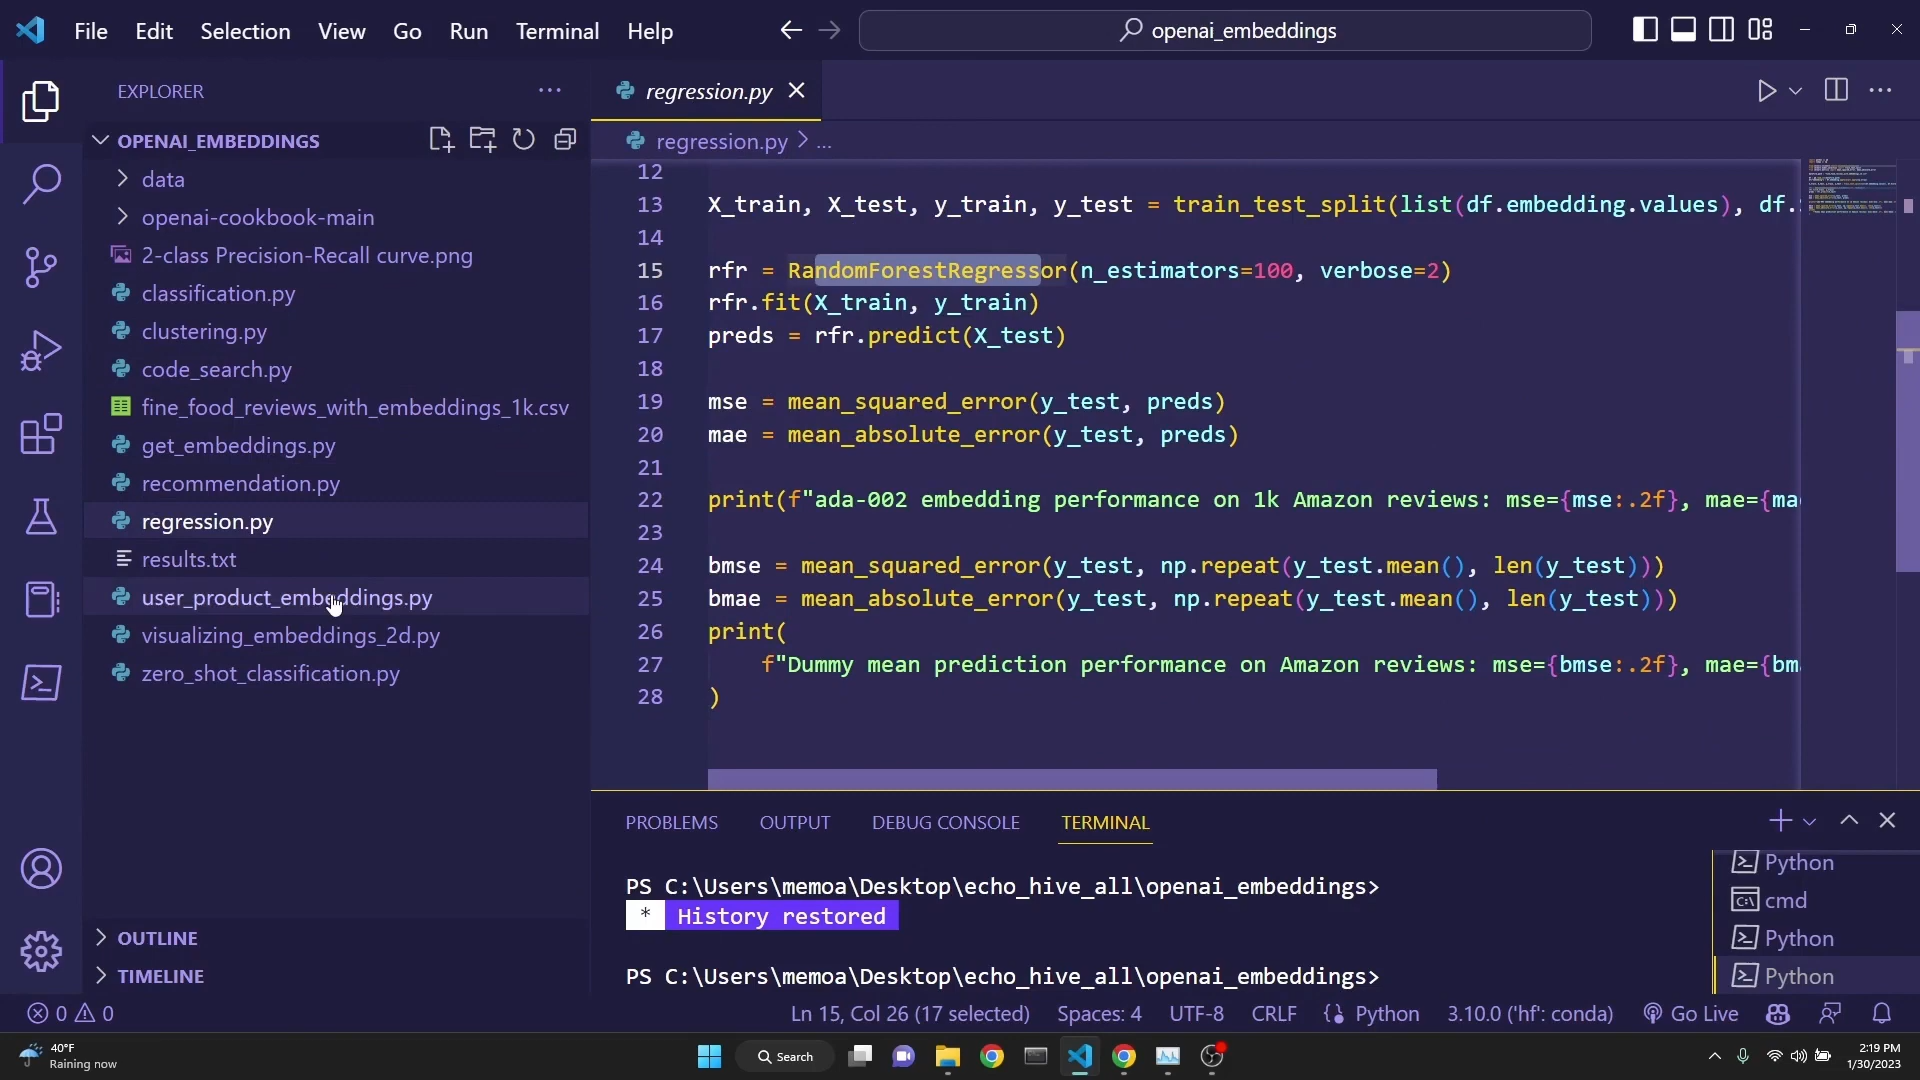 File Edit Selection View Go Run Terminal Help
openai_embeddings
EXPLORER
OPENAI_EMBEDDINGS
data
openai-cookbook-main
2-class Precision-Recall curve.png
classification.py
clustering.py
code_search.py
fine_food_reviews_with_embeddings_1k.csv
get_embeddings.py
recommendation.py
regression.py
results.txt
user_product_embeddings.py
visualizing_embeddings_2d.py
zero_shot_classification.py
OUTLINE
TIMELINE
regression.py
regression.py > ...
12
13 X_train, X_test, y_train, y_test = train_test_split(list(df.embedding.values), df.
14
15 rfr = RandomForestRegressor(n_estimators=100, verbose=2)
16 rfr.fit(X_train, y_train)
17 preds = rfr.predict(X_test)
18
19 mse = mean_squared_error(y_test, preds)
20 mae = mean_absolute_error(y_test, preds)
21
22 print(f"ada-002 embedding performance on 1k Amazon reviews: mse={mse:.2f}, mae={ma
23
24 bmse = mean_squared_error(y_test, np.repeat(y_test.mean(), len(y_test)))
25 bmae = mean_absolute_error(y_test, np.repeat(y_test.mean(), len(y_test)))
26 print(
27 f"Dummy mean prediction performance on Amazon reviews: mse={bmse:.2f}, mae={bm
28 )
PROBLEMS OUTPUT DEBUG CONSOLE TERMINAL
PS C:\Users\memoa\Desktop\echo_hive_all\openai_embeddings>
* History restored
PS C:\Users\memoa\Desktop\echo_hive_all\openai_embeddings>
Python
cmd
Python
Python
0 0 Ln 15, Col 26 (17 selected) Spaces: 4 UTF-8 CRLF Python 3.10.0 ('hf': conda) Go Live
40°F
Raining now
Search
2:19 PM
1/30/2023